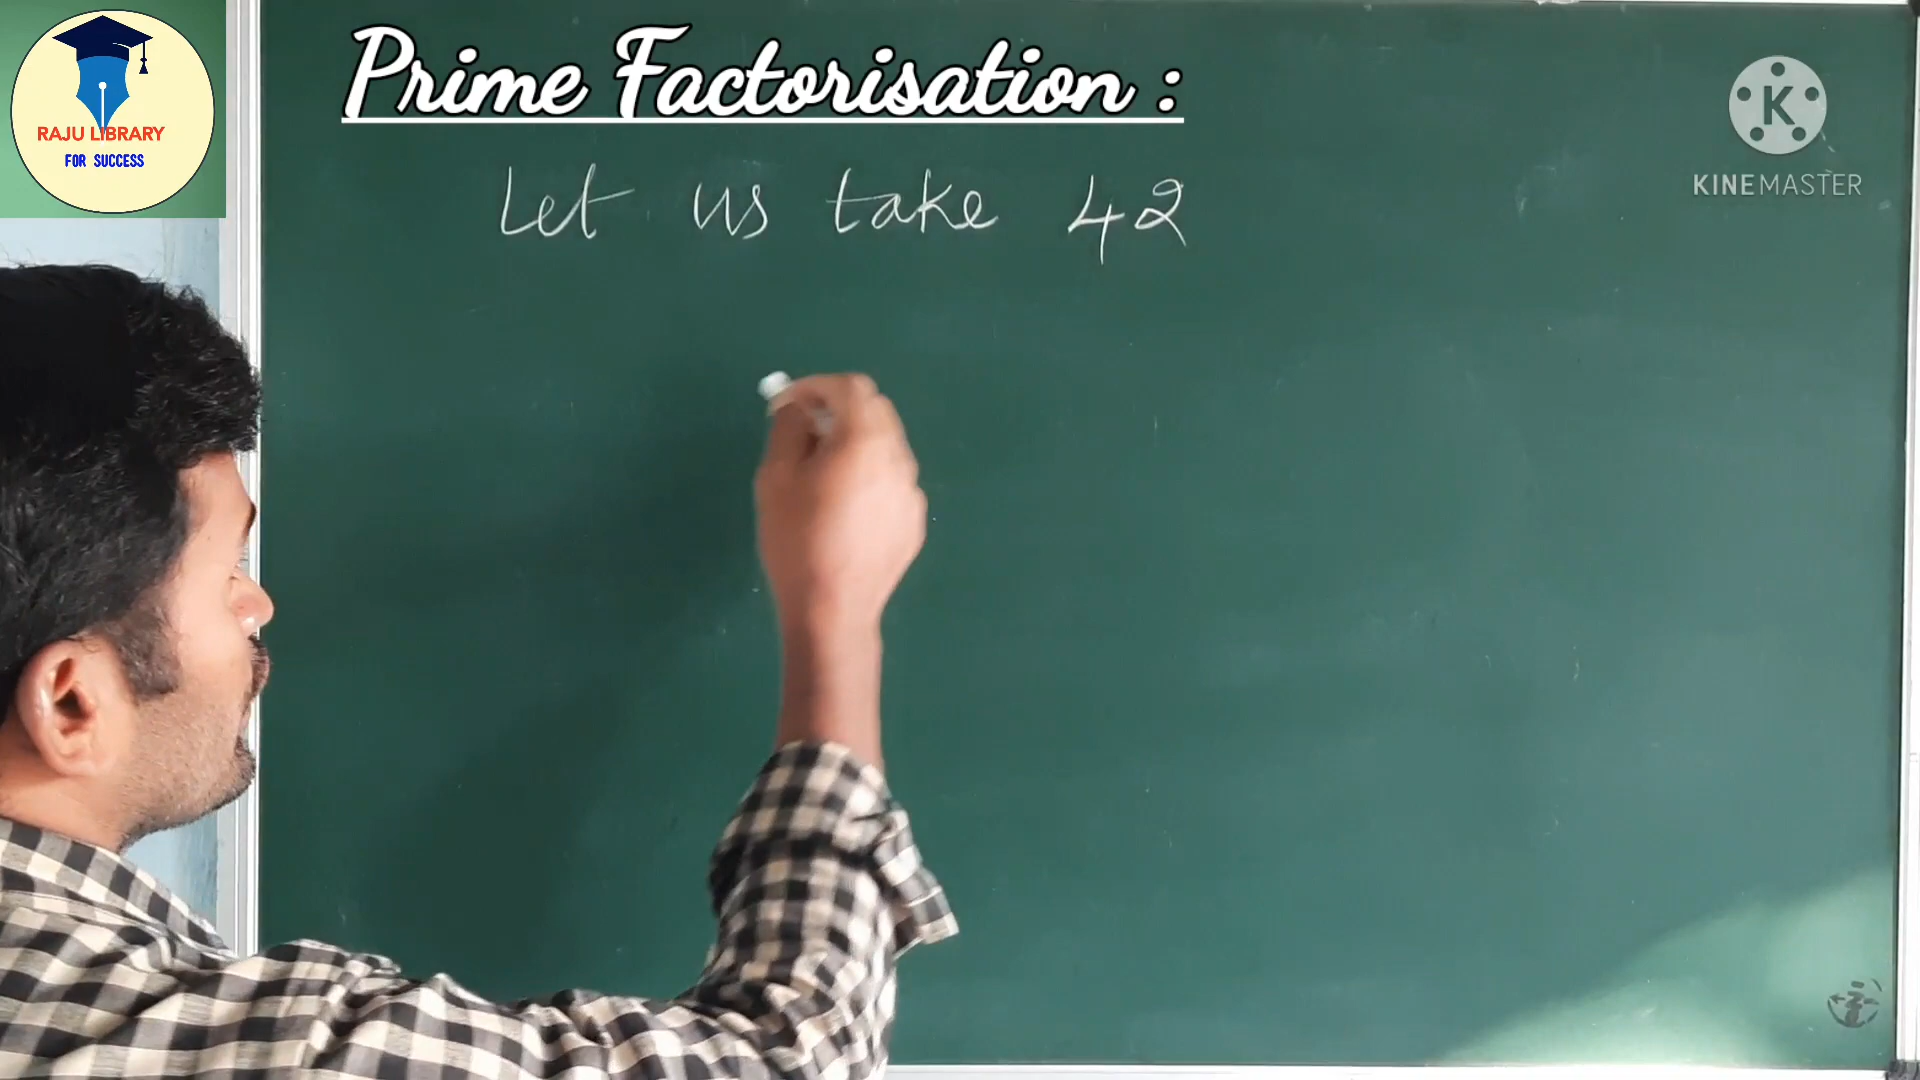 RAJU LIBRARY
FOR SUCCESS
Prime Factorisation :
K
KINEMASTER
Let us take 42